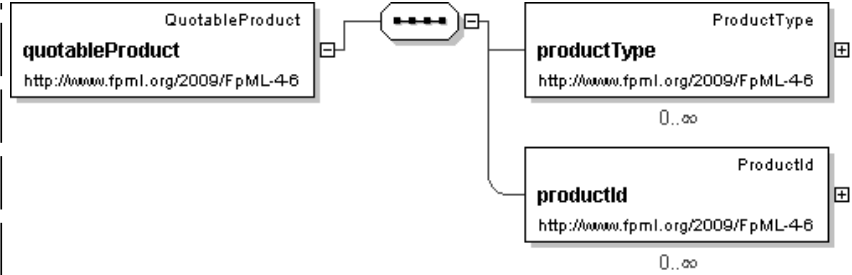 QuotableProduct
quotableProduct
http://www.fpml.org/2009/FpML-4-6
ProductType
productType
http://www.fpml.org/2009/FpML-4-6
0..∞
ProductId
productId
http://www.fpml.org/2009/FpML-4-6
0..∞